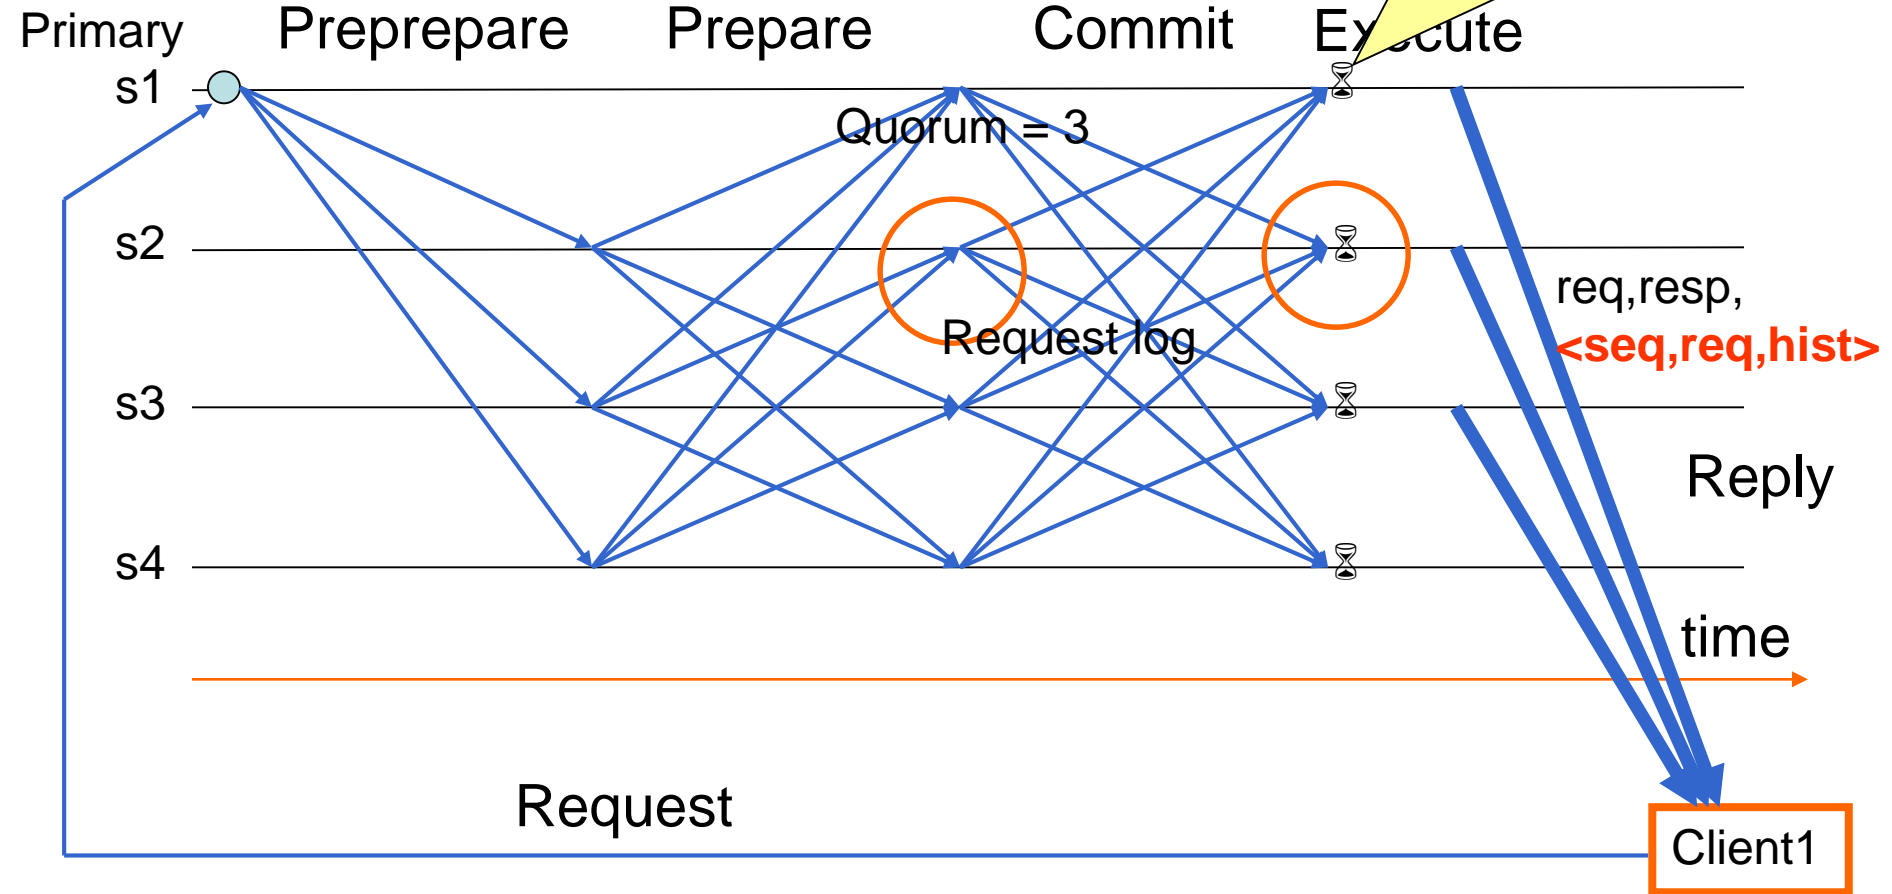 Primary
Preprepare
Prepare
Commit
Execute
s1
Quorum = 3
s2
req,resp,
<seq,req,hist>
Request log
s3
Reply
s4
time
Request
Client1